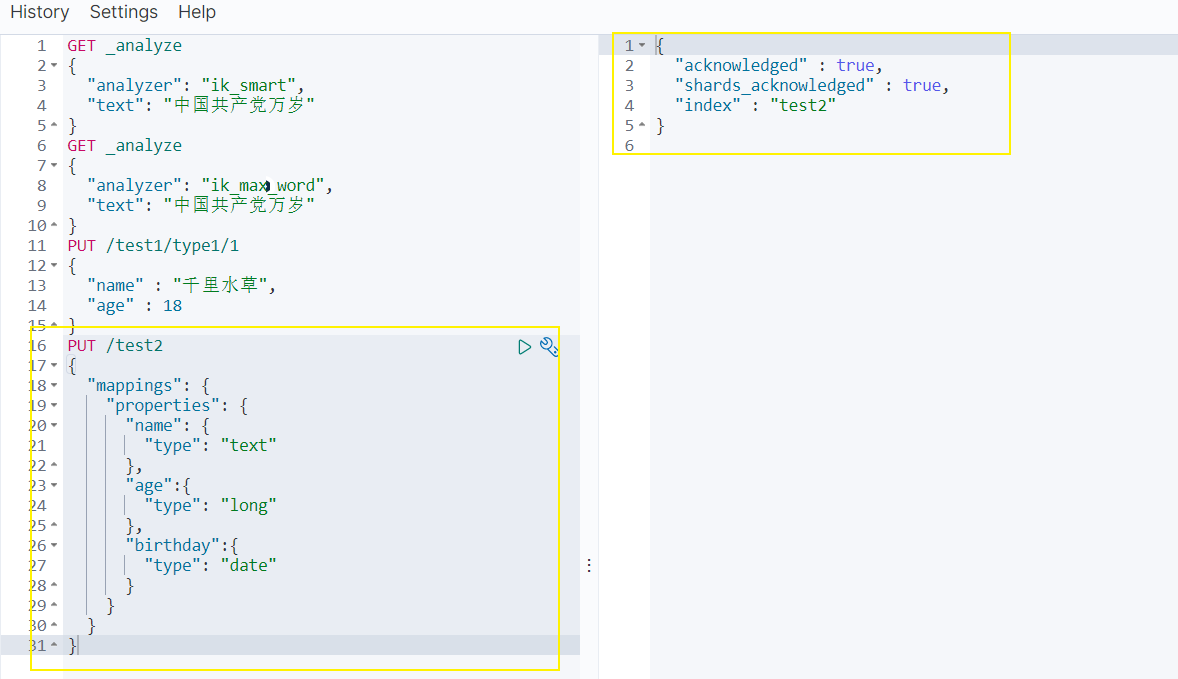 History Settings Help
1 GET _analyze
2 {
3 "analyzer": "ik_smart",
4 "text": "中国共产党万岁"
5 }
6 GET _analyze
7 {
8 "analyzer": "ik_max_word",
9 "text": "中国共产党万岁"
10 }
11 PUT /test1/type1/1
12 {
13 "name" : "千里水草",
14 "age" : 18
15 }
16 PUT /test2
17 {
18 "mappings": {
19 "properties": {
20 "name": {
21 "type": "text"
22 },
23 "age":{
24 "type": "long"
25 },
26 "birthday":{
27 "type": "date"
28 }
29 }
30 }
31 }
1 {
2 "acknowledged" : true,
3 "shards_acknowledged" : true,
4 "index" : "test2"
5 }
6